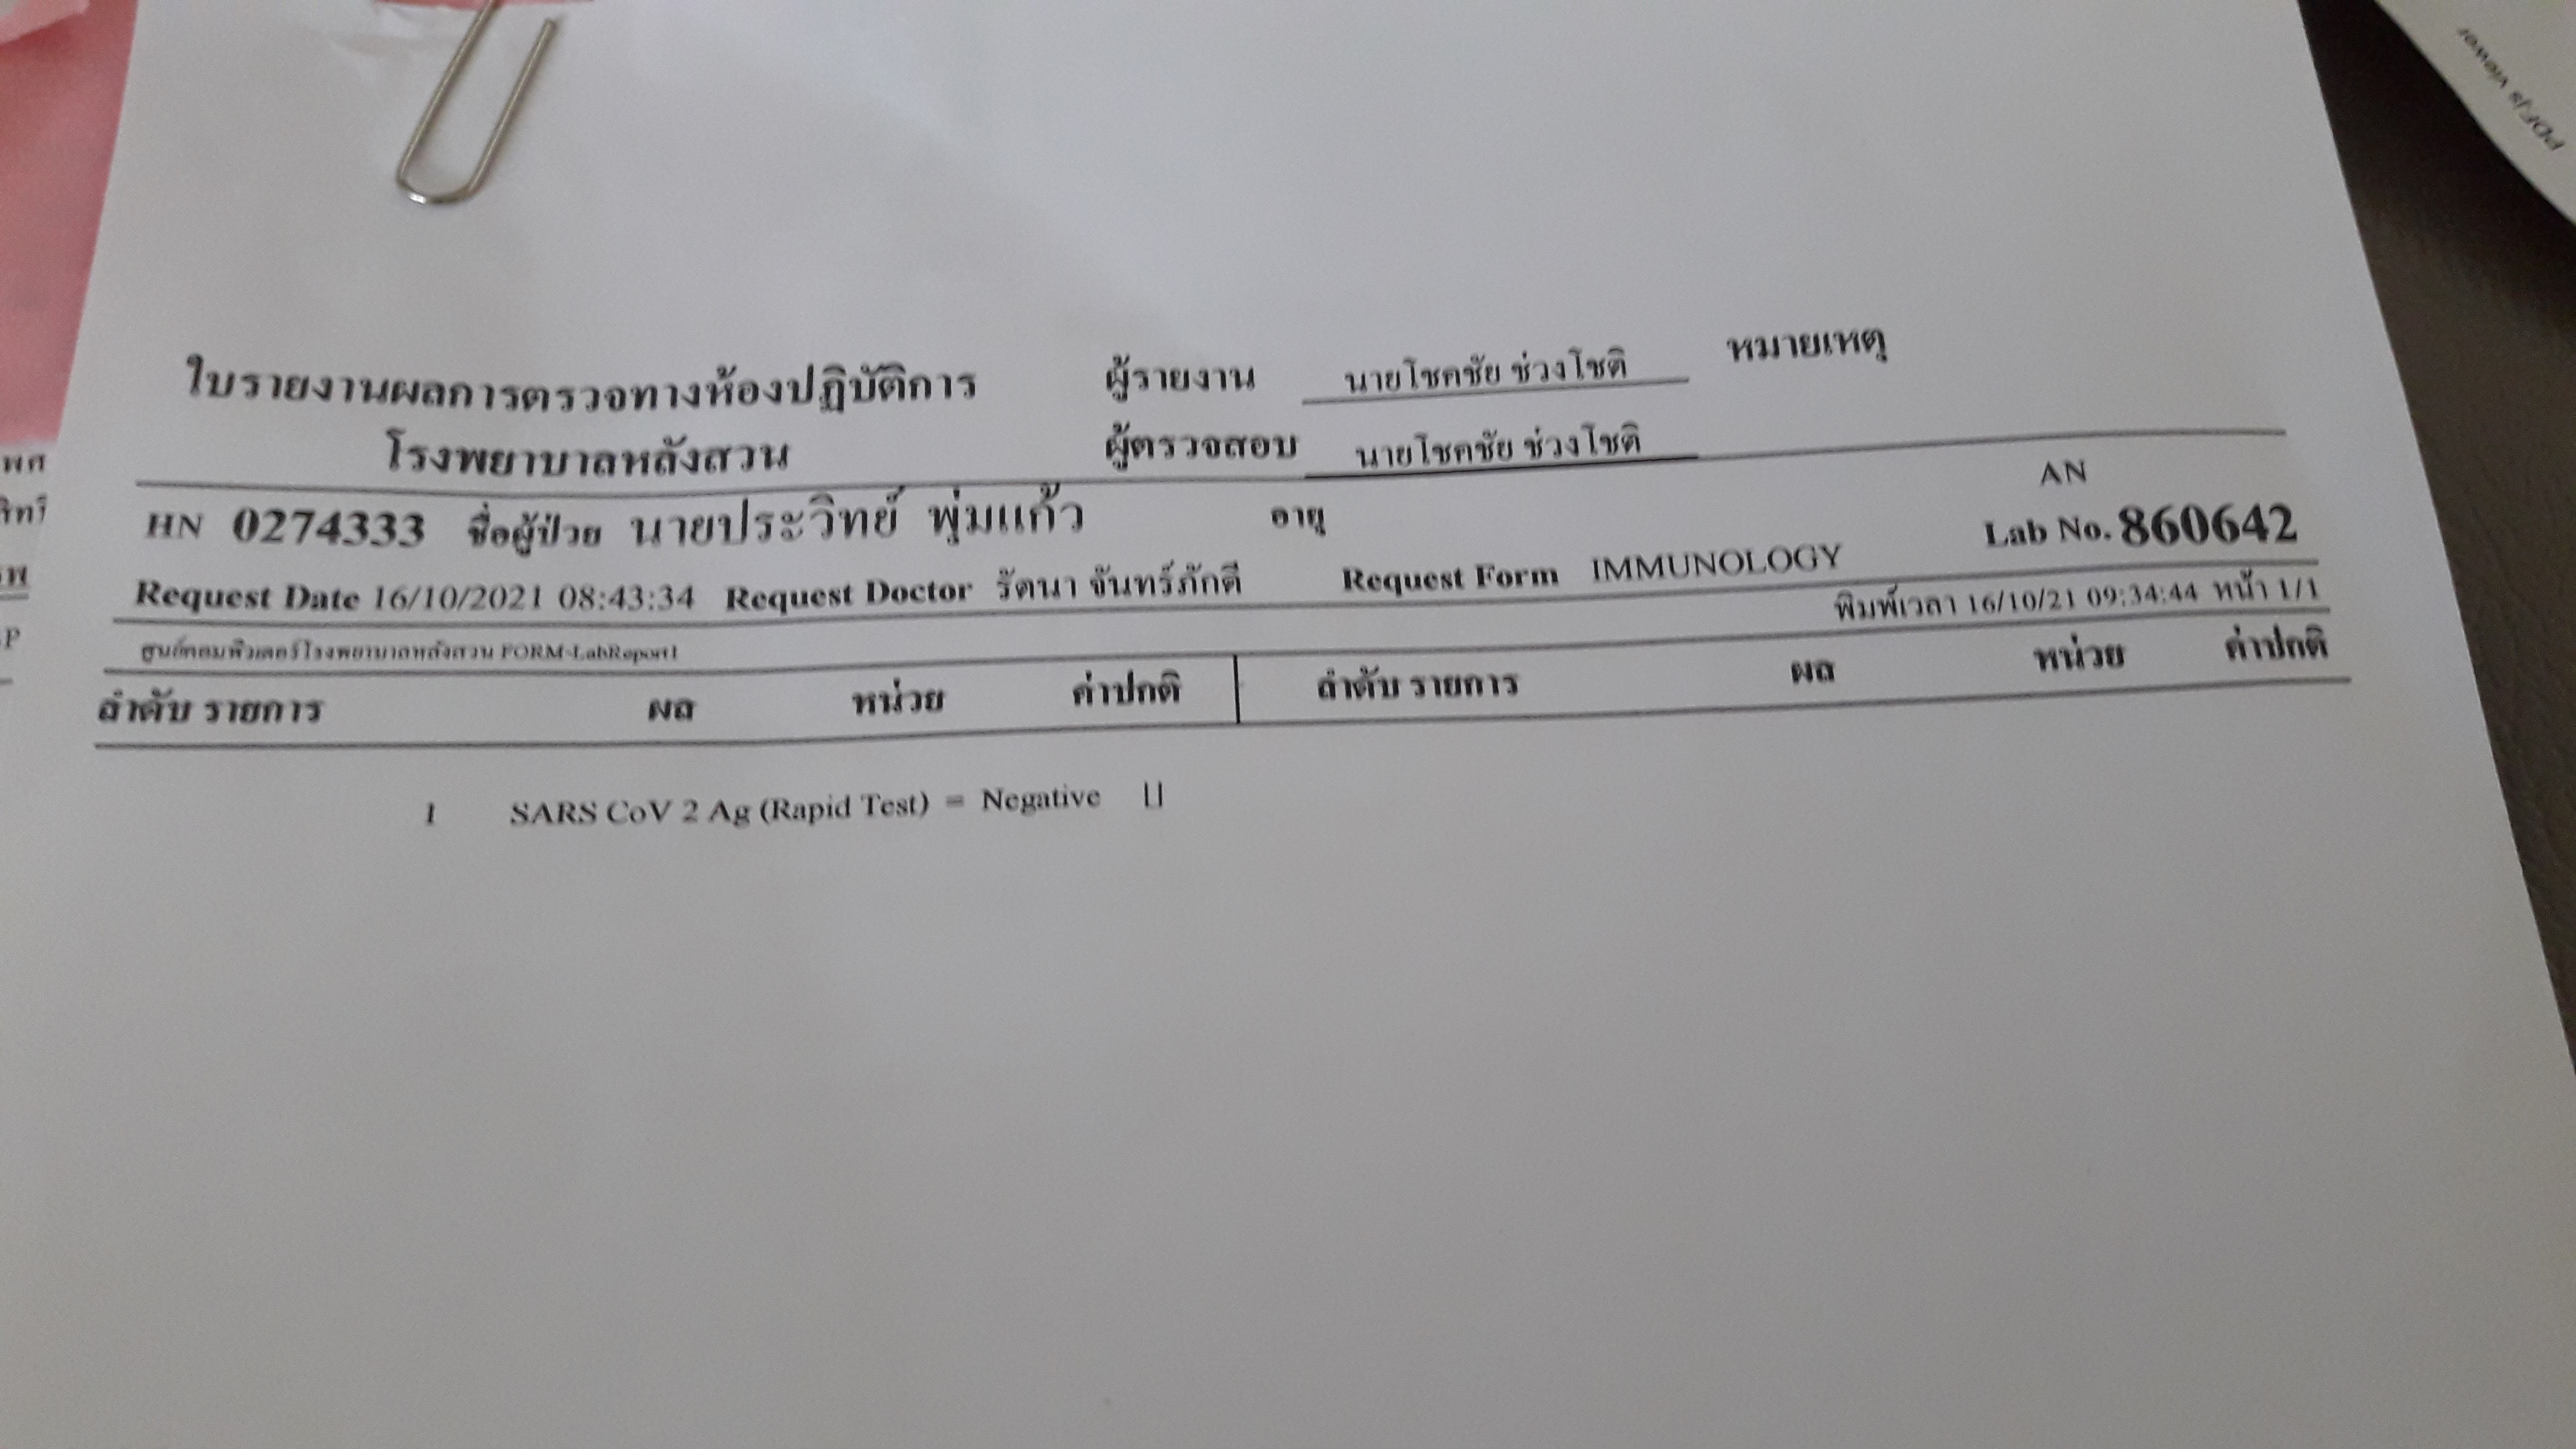 PDF.js viewer
ใบรายงานผลการตรวจทางห้องปฏิบัติการ ผู้รายงาน นายโชคชัย ช่วงโชติ หมายเหตุ
โรงพยาบาลหลังสวน ผู้ตรวจสอบ นายโชคชัย ช่วงโชติ
AN
HN 0274333 ชื่อผู้ป่วย นายประวิทย์ พุ่มแก้ว อายุ Lab No. 860642
Request Date 16/10/2021 08:43:34 Request Doctor รัตนา จันทร์ภักดี Request Form IMMUNOLOGY
ศูนย์คอมพิวเตอร์โรงพยาบาลหลังสวน FORM-LabReport1 พิมพ์เวลา 16/10/21 09:34:44 หน้า 1/1
ลำดับ รายการ ผล หน่วย ค่าปกติ ลำดับ รายการ ผล หน่วย ค่าปกติ
1 SARS CoV 2 Ag (Rapid Test) = Negative []